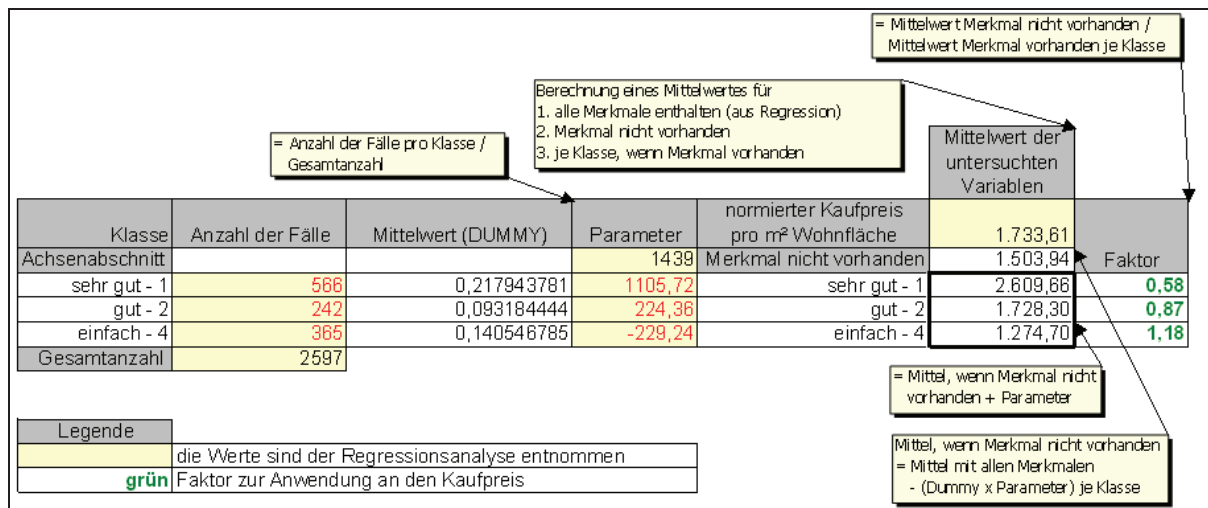 = Mittelwert Merkmal nicht vorhanden /
Mittelwert Merkmal vorhanden je Klasse
Berechnung eines Mittelwertes für
1. alle Merkmale enthalten (aus Regression)
2. Merkmal nicht vorhanden
3. je Klasse, wenn Merkmal vorhanden
= Anzahl der Fälle pro Klasse /
Gesamtanzahl
Mittelwert der
untersuchten
Variablen
Klasse Anzahl der Fälle Mittelwert (DUMMY) Parameter normierter Kaufpreis
pro m² Wohnfläche 1.733,61
Achsenabschnitt 1439 Merkmal nicht vorhanden 1.503,94 Faktor
sehr gut - 1 566 0,217943781 1105,72 sehr gut - 1 2.609,66 0,58
gut - 2 242 0,093184444 224,36 gut - 2 1.728,30 0,87
einfach - 4 365 0,140546785 -229,24 einfach - 4 1.274,70 1,18
Gesamtanzahl 2597
= Mittel, wenn Merkmal nicht
vorhanden + Parameter
Legende
die Werte sind der Regressionsanalyse entnommen
grün Faktor zur Anwendung an den Kaufpreis
Mittel, wenn Merkmal nicht vorhanden
= Mittel mit allen Merkmalen
- (Dummy x Parameter) je Klasse